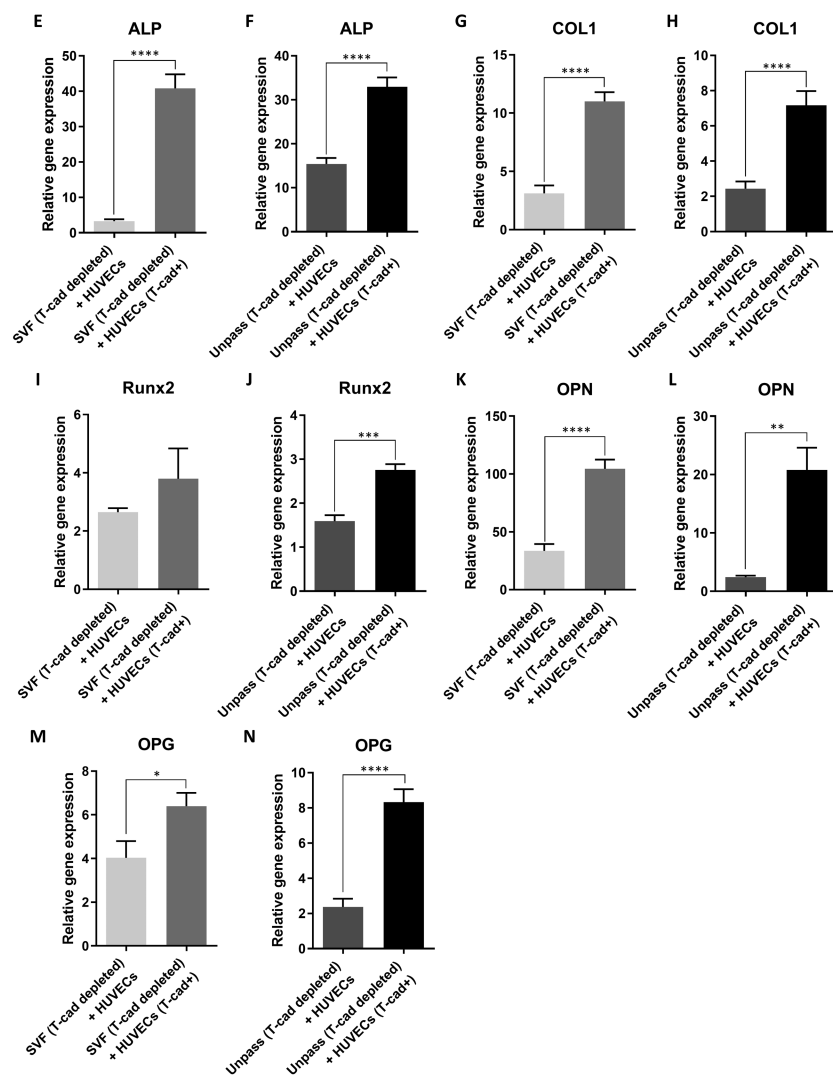 E
ALP
Relative gene expression
50
40
30
20
10
0
****
SVF (T-cad depleted)
+ HUVECs
SVF (T-cad depleted)
+ HUVECs (T-cad+)
F
ALP
Relative gene expression
40
30
20
10
0
****
Unpass (T-cad depleted)
+ HUVECs
Unpass (T-cad depleted)
+ HUVECs (T-cad+)
G
COL1
Relative gene expression
15
10
5
0
****
SVF (T-cad depleted)
+ HUVECs
SVF (T-cad depleted)
+ HUVECs (T-cad+)
H
COL1
Relative gene expression
10
8
6
4
2
0
****
Unpass (T-cad depleted)
+ HUVECs
Unpass (T-cad depleted)
+ HUVECs (T-cad+)
I
Runx2
Relative gene expression
6
4
2
0
SVF (T-cad depleted)
+ HUVECs
SVF (T-cad depleted)
+ HUVECs (T-cad+)
J
Runx2
Relative gene expression
4
3
2
1
0
***
Unpass (T-cad depleted)
+ HUVECs
Unpass (T-cad depleted)
+ HUVECs (T-cad+)
K
OPN
Relative gene expression
150
100
50
0
****
SVF (T-cad depleted)
+ HUVECs
SVF (T-cad depleted)
+ HUVECs (T-cad+)
L
OPN
Relative gene expression
30
20
10
0
**
Unpass (T-cad depleted)
+ HUVECs
Unpass (T-cad depleted)
+ HUVECs (T-cad+)
M
OPG
Relative gene expression
8
6
4
2
0
*
SVF (T-cad depleted)
+ HUVECs
SVF (T-cad depleted)
+ HUVECs (T-cad+)
N
OPG
Relative gene expression
10
8
6
4
2
0
****
Unpass (T-cad depleted)
+ HUVECs
Unpass (T-cad depleted)
+ HUVECs (T-cad+)